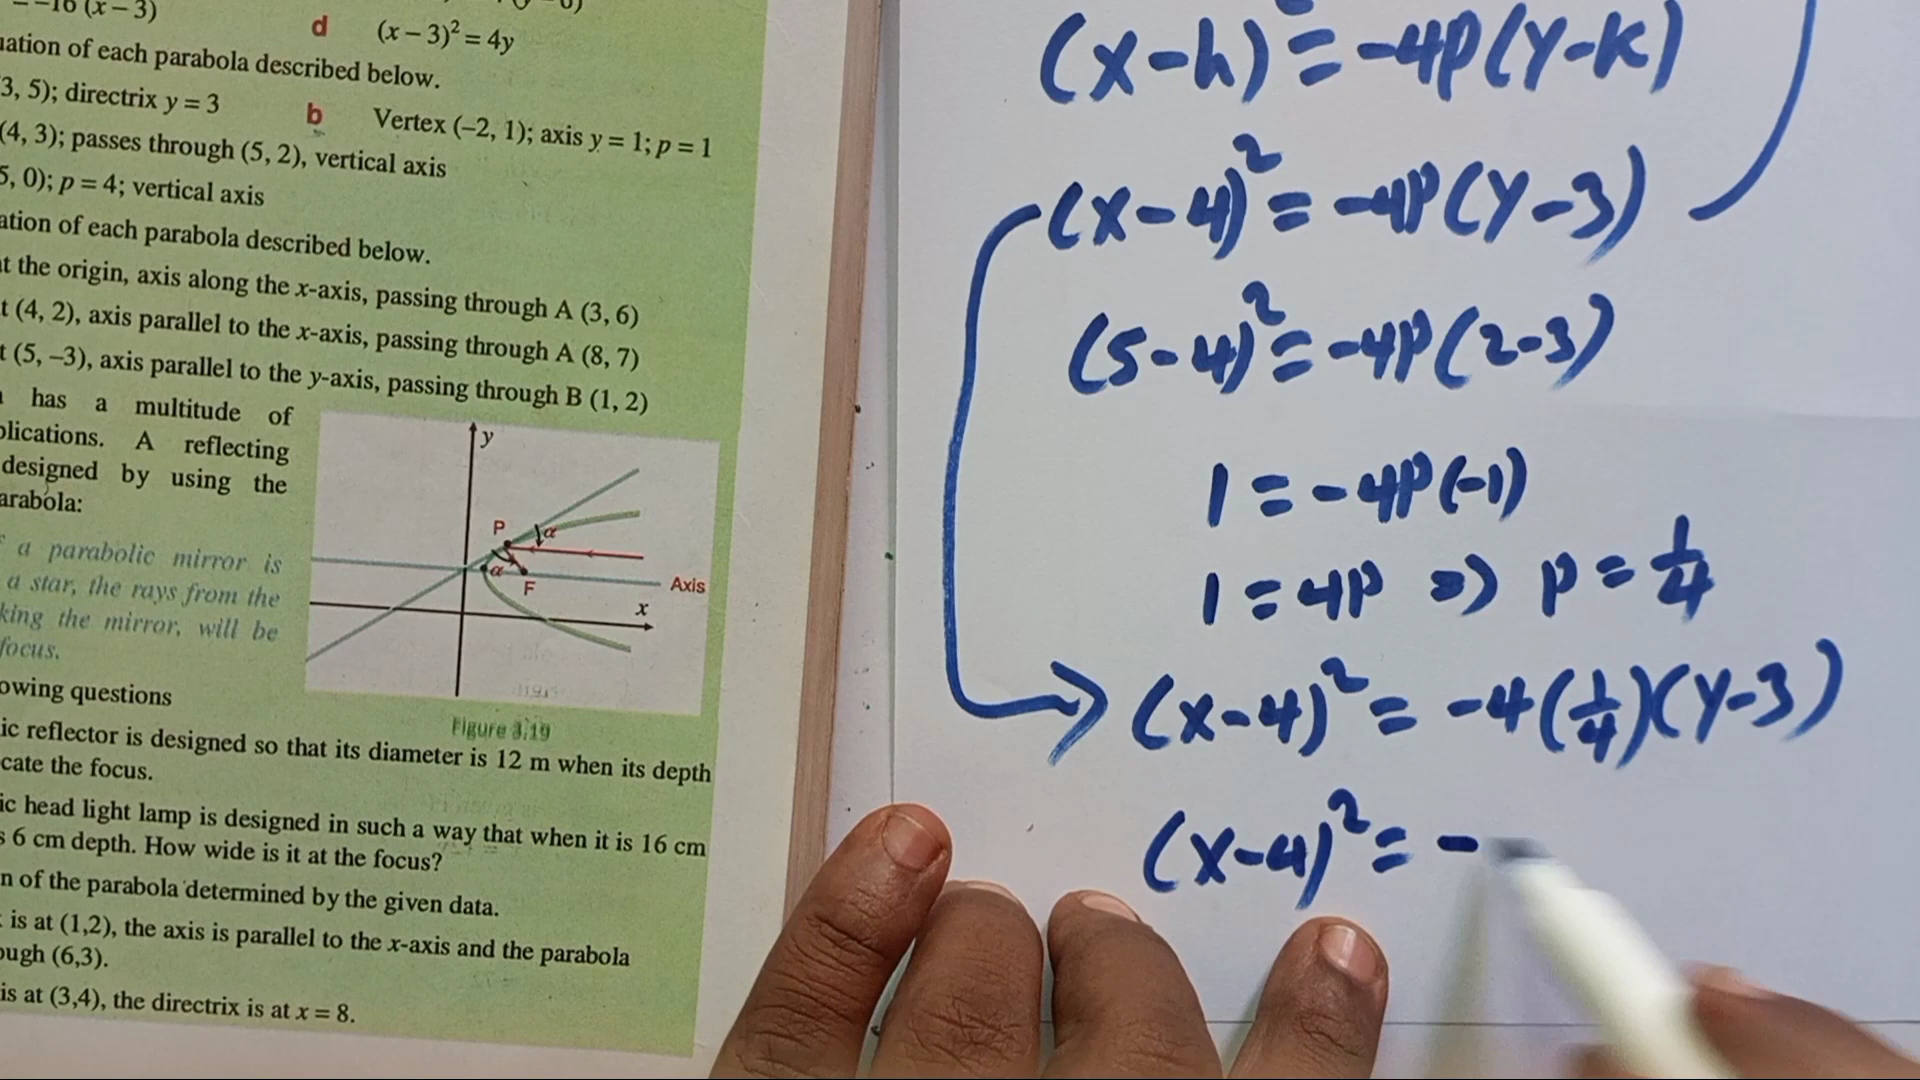 -16 (x – 3)
d (x – 3)² = 4y
uation of each parabola described below.
3, 5); directrix y = 3
b Vertex (–2, 1); axis y = 1; p = 1
(4, 3); passes through (5, 2), vertical axis
5, 0); p = 4; vertical axis
ation of each parabola described below.
at the origin, axis along the x-axis, passing through A (3, 6)
t (4, 2), axis parallel to the x-axis, passing through A (8, 7)
t (5, –3), axis parallel to the y-axis, passing through B (1, 2)
has a multitude of
plications. A reflecting
designed by using the
arabola:
a parabolic mirror is
a star, the rays from the
king the mirror, will be
focus.
y
P
α
α
F
Axis
x
Figure 3.19
owing questions
ic reflector is designed so that its diameter is 12 m when its depth
cate the focus.
ic head light lamp is designed in such a way that when it is 16 cm
s 6 cm depth. How wide is it at the focus?
n of the parabola determined by the given data.
is at (1,2), the axis is parallel to the x-axis and the parabola
ough (6,3).
is at (3,4), the directrix is at x = 8.
(x-h)² = -4p(y-k)
(x-4)² = -4p(y-3)
(5-4)² = -4p(2-3)
1 = -4p(-1)
1 = 4p => p = 1/4
(x-4)² = -4(1/4)(y-3)
(x-4)² = -